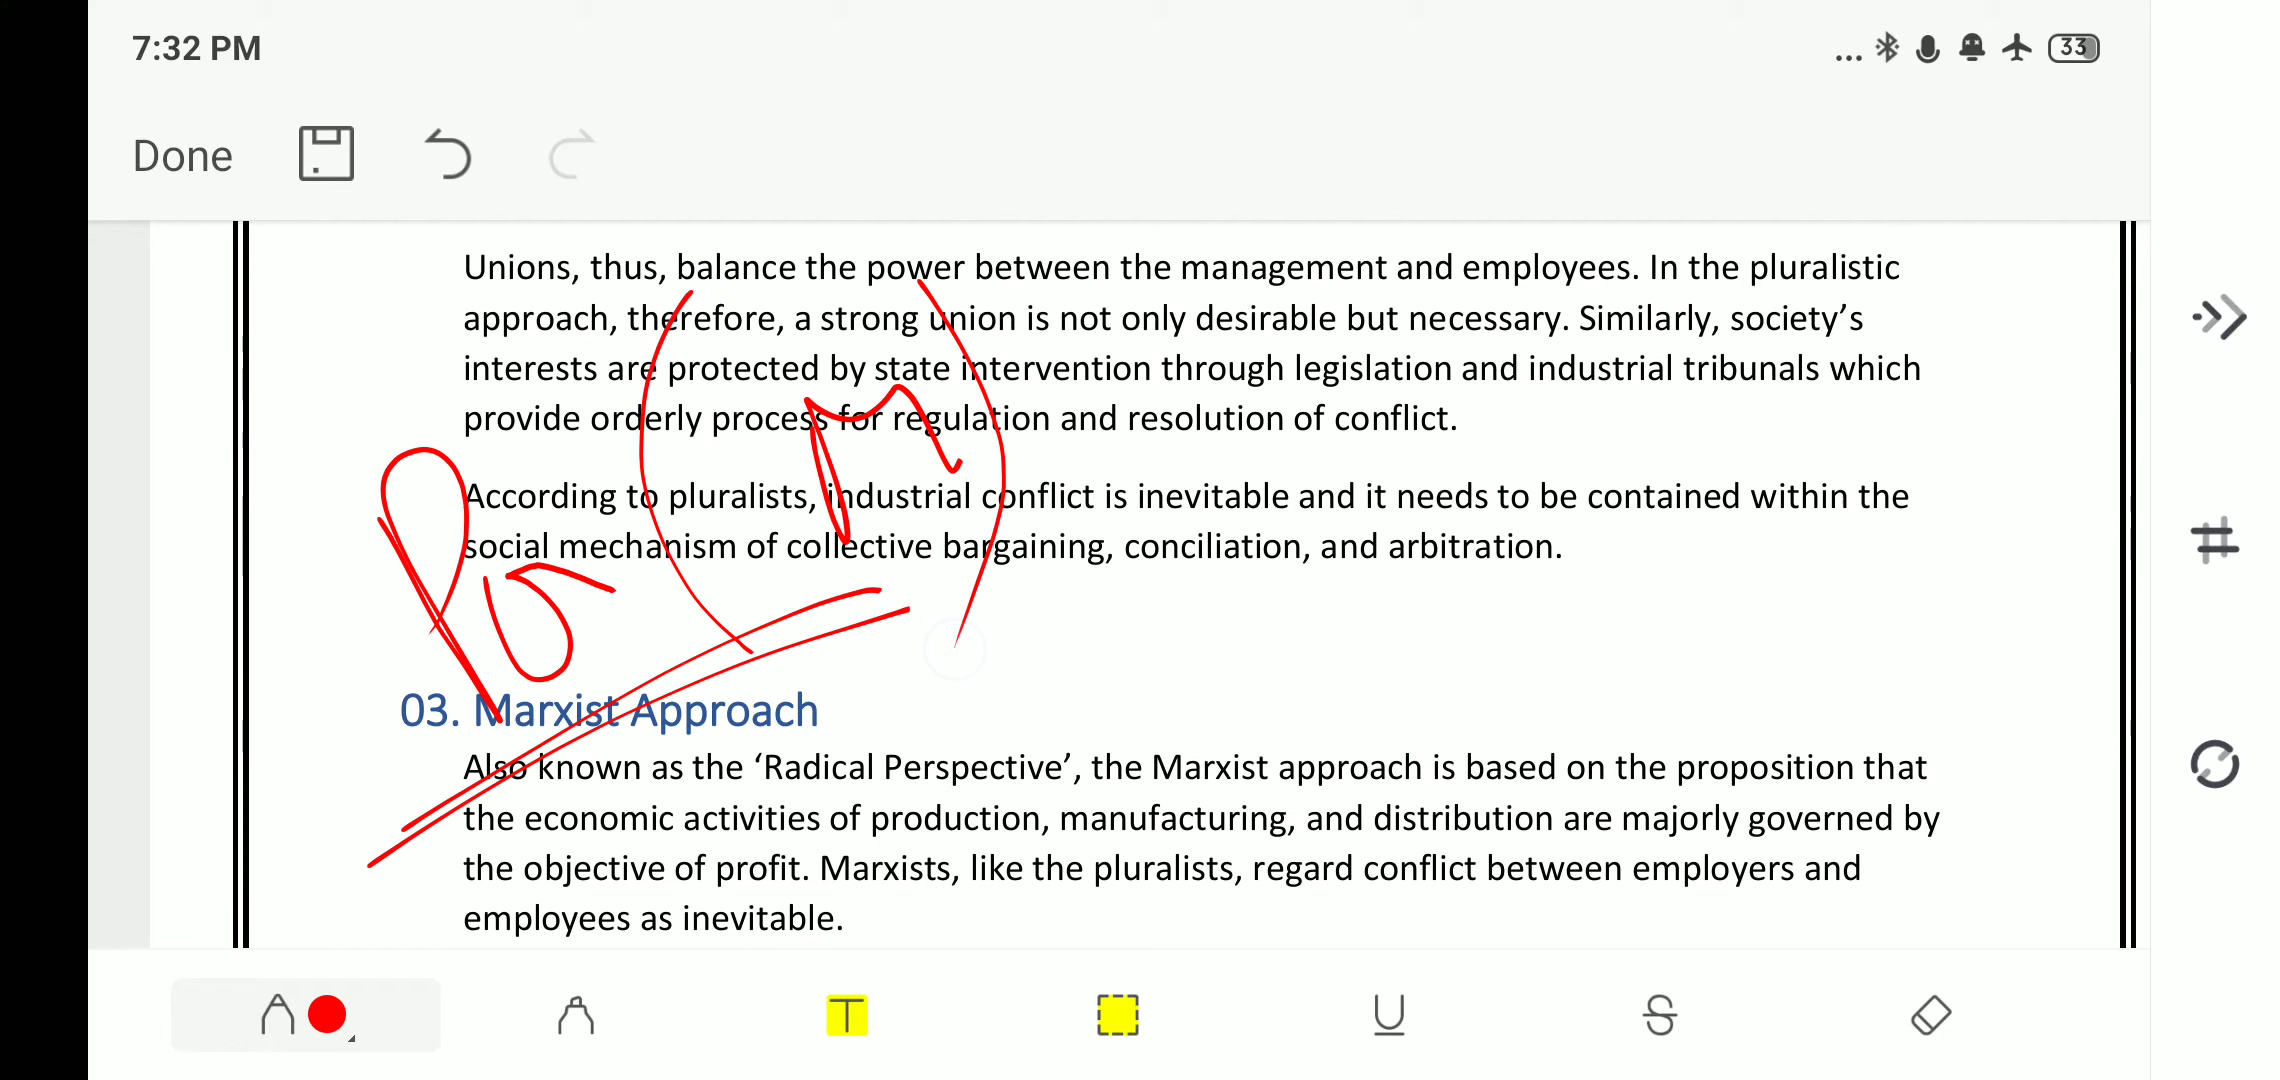 7:32 PM
33
Done
Unions, thus, balance the power between the management and employees. In the pluralistic
approach, therefore, a strong union is not only desirable but necessary. Similarly, society’s
interests are protected by state intervention through legislation and industrial tribunals which
provide orderly process for regulation and resolution of conflict.
According to pluralists, industrial conflict is inevitable and it needs to be contained within the
social mechanism of collective bargaining, conciliation, and arbitration.
03. Marxist Approach
Also known as the ‘Radical Perspective’, the Marxist approach is based on the proposition that
the economic activities of production, manufacturing, and distribution are majorly governed by
the objective of profit. Marxists, like the pluralists, regard conflict between employers and
employees as inevitable.